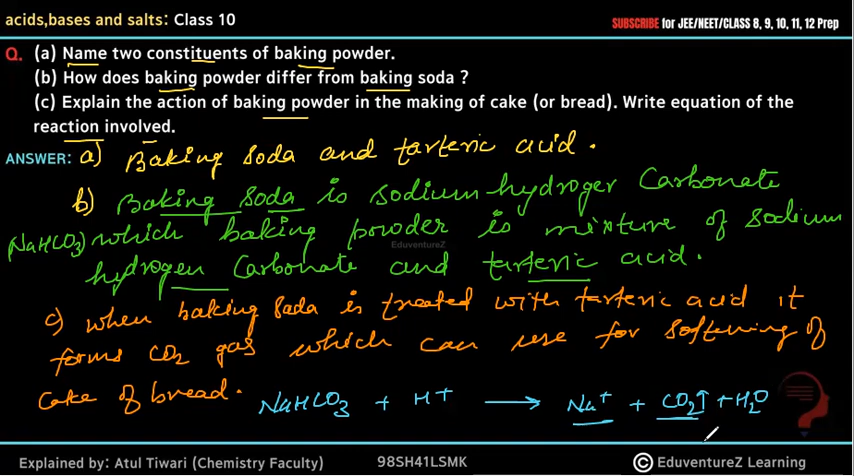 acids,bases and salts: Class 10
SUBSCRIBE for JEE/NEET/CLASS 8, 9, 10, 11, 12 Prep
Q. (a) Name two constituents of baking powder.
(b) How does baking powder differ from baking soda ?
(c) Explain the action of baking powder in the making of cake (or bread). Write equation of the
reaction involved.
ANSWER: a) Baking Soda and tarteric acid.
b) Baking soda is sodium hydroger Carbonate
(NaHCO3) which baking powder is mixture of Sodium
EduventureZ
hydrogen Carbonate and tarteric acid.
c) when baking Soda is treated with tarteric acid it
forms CO2 gas which can use for softening of
Cake of bread.
NaHCO3 + H+ ⟶ Na+ + CO2↑ + H2O
Explained by: Atul Tiwari (Chemistry Faculty)
98SH41LSMK
© EduventureZ Learning